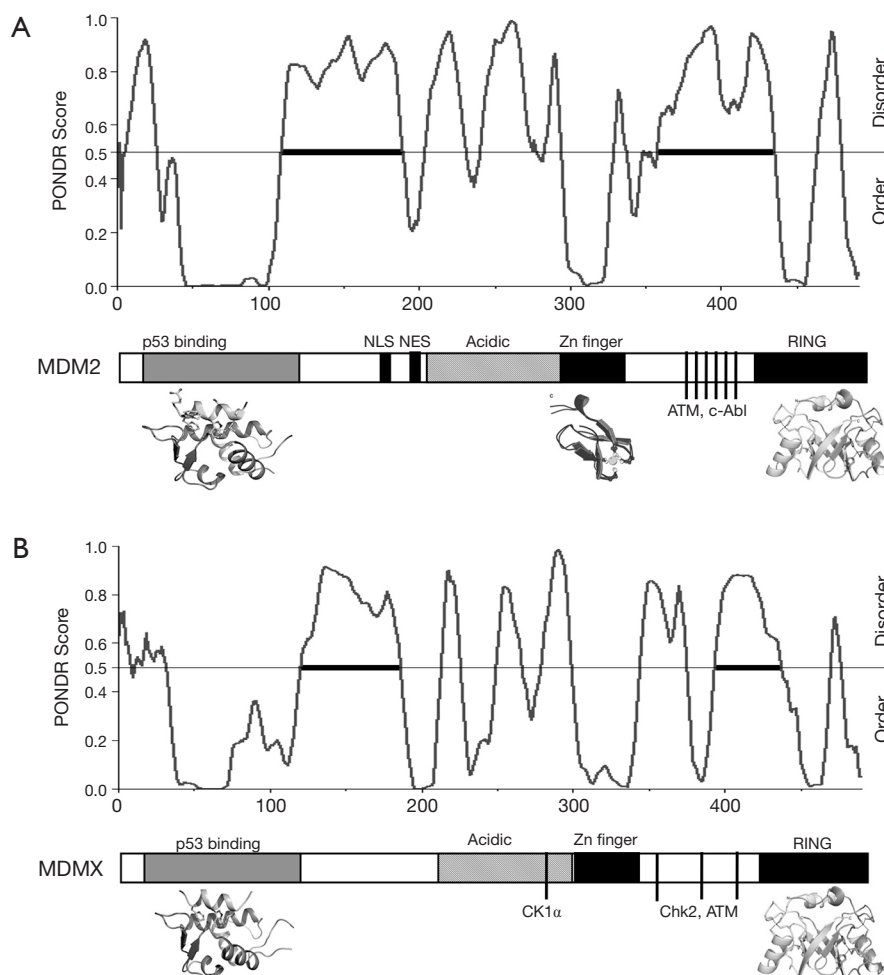 A
PONDR Score
1.0
0.8
0.6
0.5
0.4
0.2
0.0
Disorder
Order
0 100 200 300 400
p53 binding NLS NES Acidic Zn finger RING
MDM2
ATM, c-Abl
c
B
PONDR Score
1.0
0.8
0.6
0.5
0.4
0.2
0.0
Disorder
Order
0 100 200 300 400
p53 binding Acidic Zn finger RING
MDMX
CK1α Chk2, ATM